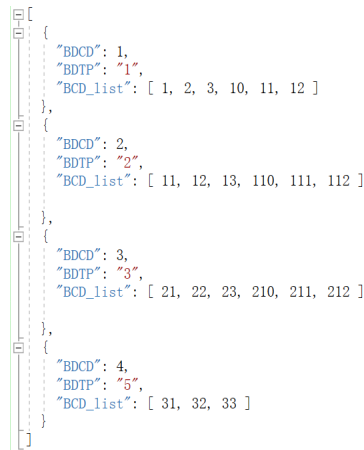 [
{
"BDCD": 1,
"BDTP": "1",
"BCD_list": [ 1, 2, 3, 10, 11, 12 ]
},
{
"BDCD": 2,
"BDTP": "2",
"BCD_list": [ 11, 12, 13, 110, 111, 112 ]
},
{
"BDCD": 3,
"BDTP": "3",
"BCD_list": [ 21, 22, 23, 210, 211, 212 ]
},
{
"BDCD": 4,
"BDTP": "5",
"BCD_list": [ 31, 32, 33 ]
}
]